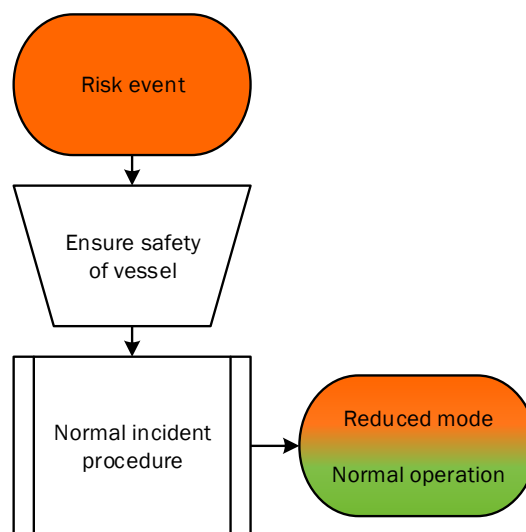 Risk event
Ensure safety
of vessel
Normal incident
procedure
Reduced mode
Normal operation